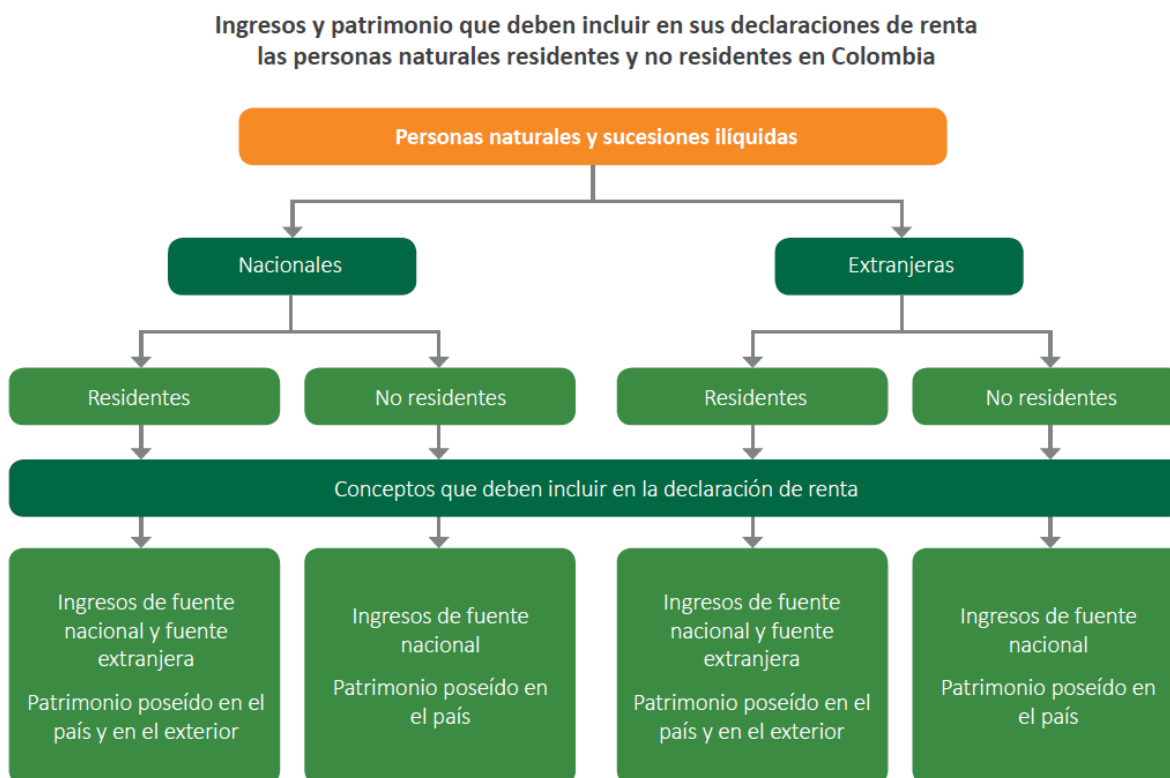 Ingresos y patrimonio que deben incluir en sus declaraciones de renta
las personas naturales residentes y no residentes en Colombia
Personas naturales y sucesiones ilíquidas
Nacionales
Extranjeras
Residentes
No residentes
Residentes
No residentes
Conceptos que deben incluir en la declaración de renta
Ingresos de fuente
nacional y fuente
extranjera
Patrimonio poseído en el
país y en el exterior
Ingresos de fuente
nacional
Patrimonio poseído en
el país
Ingresos de fuente
nacional y fuente
extranjera
Patrimonio poseído en el
país y en el exterior
Ingresos de fuente
nacional
Patrimonio poseído en
el país